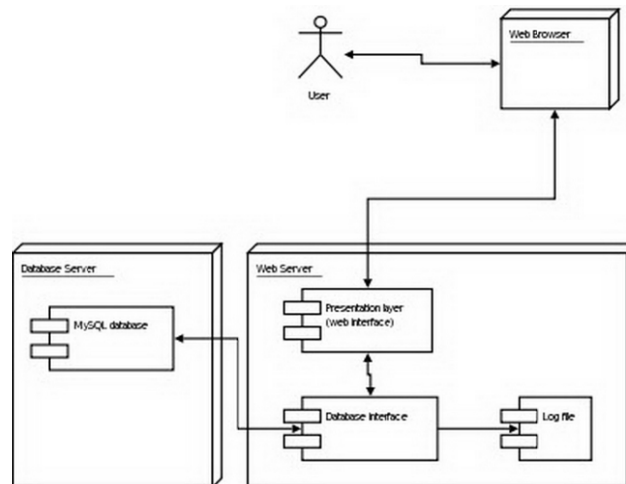 Web Browser
User
Database Server
Web Server
MySQL database
Presentation layer
(web interface)
Database Interface
Log file